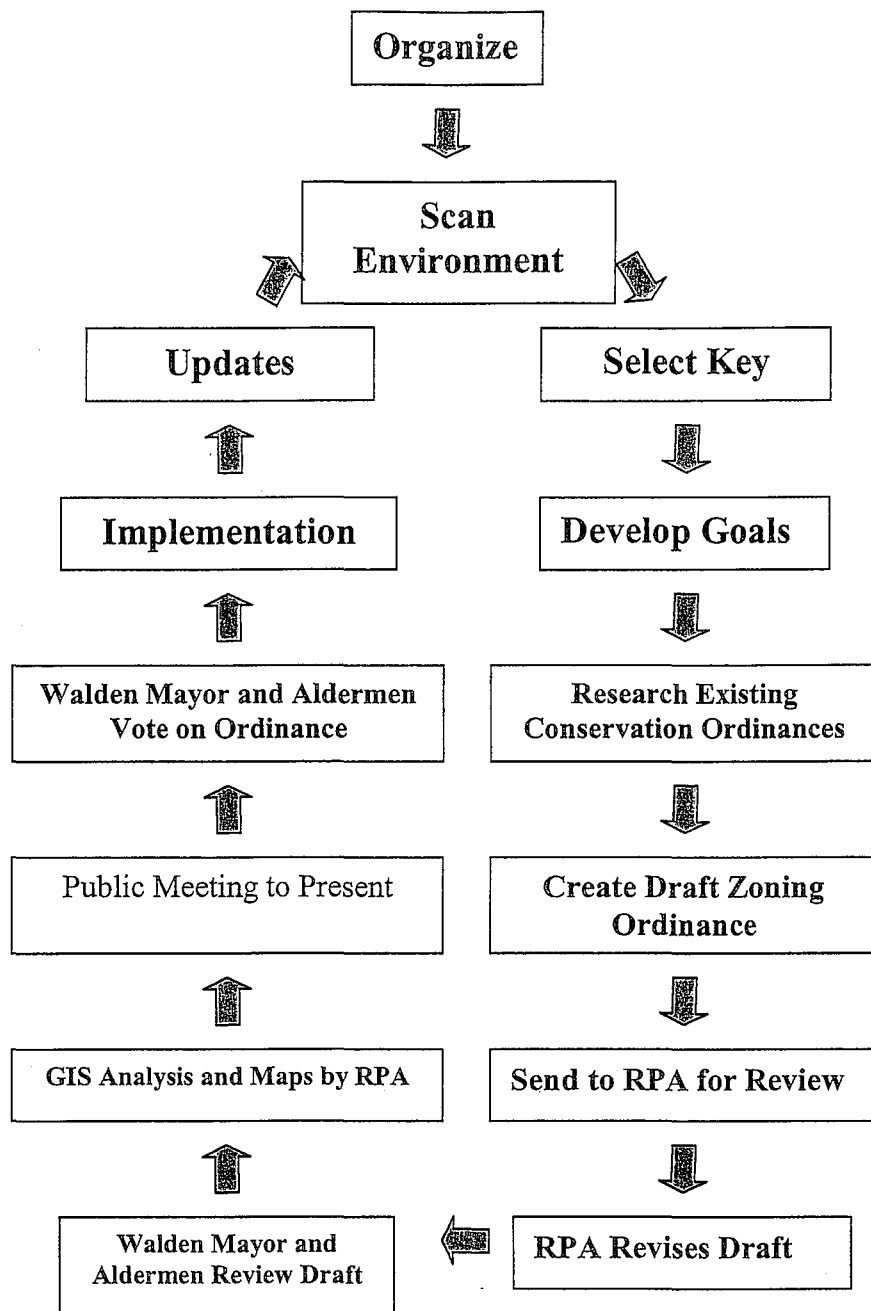 Organize
Scan
Environment
Updates
Select Key
Implementation
Develop Goals
Walden Mayor and Aldermen
Vote on Ordinance
Research Existing
Conservation Ordinances
Public Meeting to Present
Create Draft Zoning
Ordinance
GIS Analysis and Maps by RPA
Send to RPA for Review
Walden Mayor and
Aldermen Review Draft
RPA Revises Draft